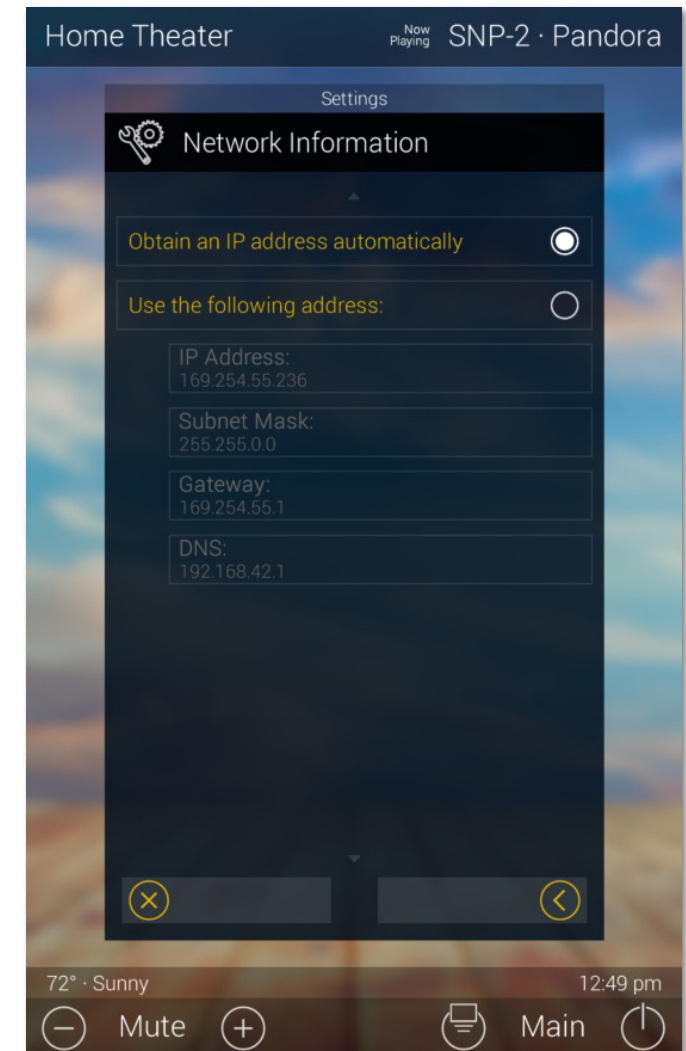 Home Theater
Now Playing SNP-2 · Pandora
Settings
Network Information
Obtain an IP address automatically
Use the following address:
IP Address:
169.254.55.236
Subnet Mask:
255.255.0.0
Gateway:
169.254.55.1
DNS:
192.168.42.1
72° · Sunny
12:49 pm
Mute
Main